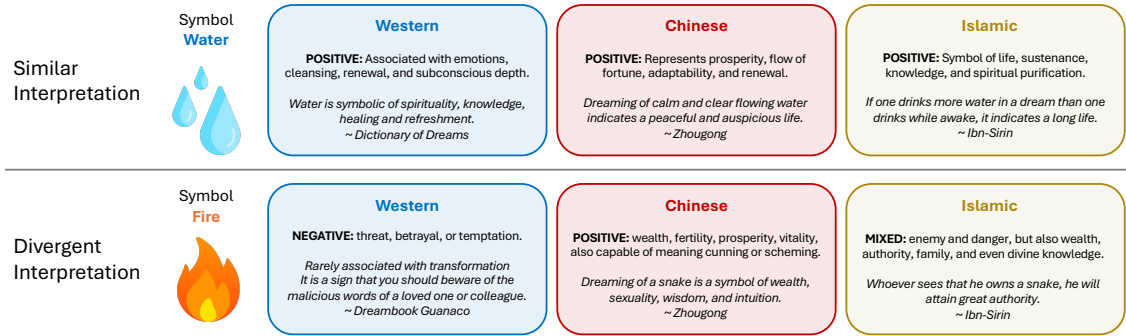 Similar
Interpretation
Symbol
Water
Western
POSITIVE: Associated with emotions,
cleansing, renewal, and subconscious depth.
Water is symbolic of spirituality, knowledge,
healing and refreshment.
~ Dictionary of Dreams
Chinese
POSITIVE: Represents prosperity, flow of
fortune, adaptability, and renewal.
Dreaming of calm and clear flowing water
indicates a peaceful and auspicious life.
~ Zhougong
Islamic
POSITIVE: Symbol of life, sustenance,
knowledge, and spiritual purification.
If one drinks more water in a dream than one
drinks while awake, it indicates a long life.
~ Ibn-Sirin
Divergent
Interpretation
Symbol
Fire
Western
NEGATIVE: threat, betrayal, or temptation.
Rarely associated with transformation
It is a sign that you should beware of the
malicious words of a loved one or colleague.
~ Dreambook Guanaco
Chinese
POSITIVE: wealth, fertility, prosperity, vitality,
also capable of meaning cunning or scheming.
Dreaming of a snake is a symbol of wealth,
sexuality, wisdom, and intuition.
~ Zhougong
Islamic
MIXED: enemy and danger, but also wealth,
authority, family, and even divine knowledge.
Whoever sees that he owns a snake, he will
attain great authority.
~ Ibn-Sirin